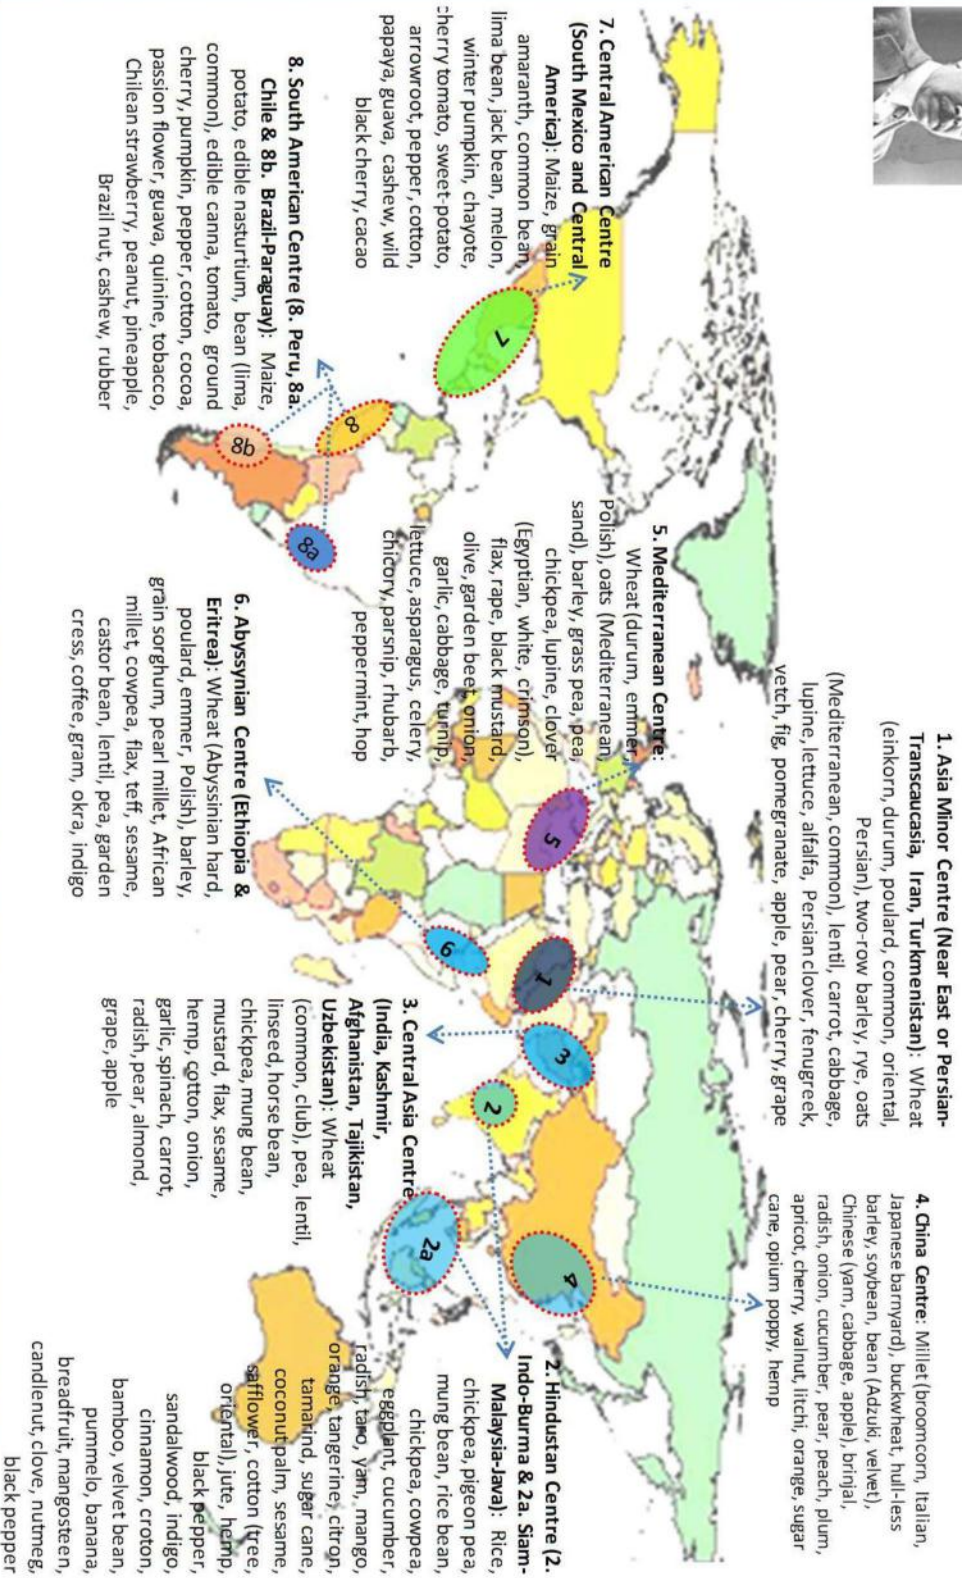 1. Asia Minor Centre (Near East or Persian-
Transcaucasia, Iran, Turkmenistan): Wheat
(einkorn, durum, poulard, common, oriental,
Persian), two-row barley, rye, oats
(Mediterranean, common), lentil, carrot, cabbage,
lupine, lettuce, alfalfa, Persian clover, fenugreek,
vetch, fig, pomegranate, apple, pear, cherry, grape
4. China Centre: Millet (broomcorn, Italian,
Japanese barnyard), buckwheat, hull-less
barley, soybean, bean (Adzuki, velvet),
Chinese (yam, cabbage, apple), brinjal,
radish, onion, cucumber, pear, peach, plum,
apricot, cherry, walnut, litchi, orange, sugar
cane, opium poppy, hemp
7. Central American Centre
(South Mexico and Central
America): Maize, grain
amaranth, common bean,
lima bean, jack bean, melon,
winter pumpkin, chayote,
cherry tomato, sweet-potato,
arrowroot, pepper, cotton,
papaya, guava, cashew, wild
black cherry, cacao
5. Mediterranean Centre:
Wheat (durum, emmer,
Polish), oats (Mediterranean,
sand), barley, grass pea, pea,
chickpea, lupine, clover
(Egyptian, white, crimson),
flax, rape, black mustard,
olive, garden beet, onion,
garlic, cabbage, turnip,
lettuce, asparagus, celery,
chicory, parsnip, rhubarb,
peppermint, hop
8. South American Centre (8. Peru, 8a.
Chile & 8b. Brazil-Paraguay): Maize,
potato, edible nasturtium, bean (lima,
common), edible canna, tomato, ground
cherry, pumpkin, pepper, cotton, cocoa,
passion flower, guava, quinine, tobacco,
Chilean strawberry, peanut, pineapple,
Brazil nut, cashew, rubber
6. Abyssynian Centre (Ethiopia &
Eritrea): Wheat (Abyssinian hard,
poulard, emmer, Polish), barley,
grain sorghum, pearl millet, African
millet, cowpea, flax, teff, sesame,
castor bean, lentil, pea, garden
cress, coffee, gram, okra, indigo
3. Central Asia Centre
(India, Kashmir,
Afghanistan, Tajikistan,
Uzbekistan): Wheat
(common, club), pea, lentil,
linseed, horse bean,
chickpea, mung bean,
mustard, flax, sesame,
hemp, cotton, onion,
garlic, spinach, carrot,
radish, pear, almond,
grape, apple
2. Hindustan Centre (2.
Indo-Burma & 2a. Siam-
Malaysia-Java): Rice,
chickpea, pigeon pea,
mung bean, rice bean,
chickpea, cowpea,
eggplant, cucumber,
radish, taro, yam, mango,
orange, tangerine, citron,
tamarind, sugar cane,
coconut palm, sesame,
safflower, cotton (tree,
oriental), jute, hemp,
black pepper,
sandalwood, indigo,
cinnamon, croton,
bamboo, velvet bean,
pummelo, banana,
breadfruit, mangosteen,
candlenut, clove, nutmeg,
black pepper
7
8
8b
8a
5
6
1
3
2
2a
4